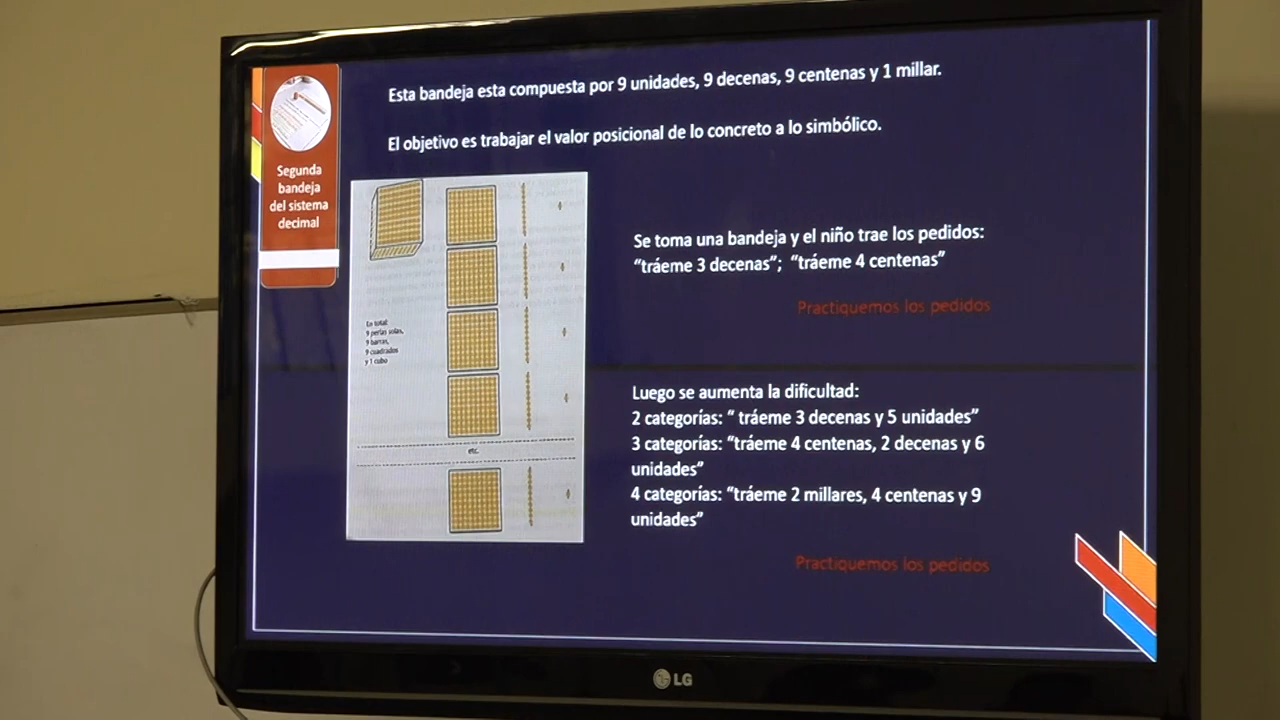 Esta bandeja esta compuesta por 9 unidades, 9 decenas, 9 centenas y 1 millar.
El objetivo es trabajar el valor posicional de lo concreto a lo simbólico.
Segunda
bandeja
del sistema
decimal
En total:
9 perlas solas,
9 barras,
9 cuadrados
y 1 cubo
etc.
Se toma una bandeja y el niño trae los pedidos:
“tráeme 3 decenas”; “tráeme 4 centenas”
Practiquemos los pedidos
Luego se aumenta la dificultad:
2 categorías: “ tráeme 3 decenas y 5 unidades”
3 categorías: “tráeme 4 centenas, 2 decenas y 6
unidades”
4 categorías: “tráeme 2 millares, 4 centenas y 9
unidades”
Practiquemos los pedidos
LG